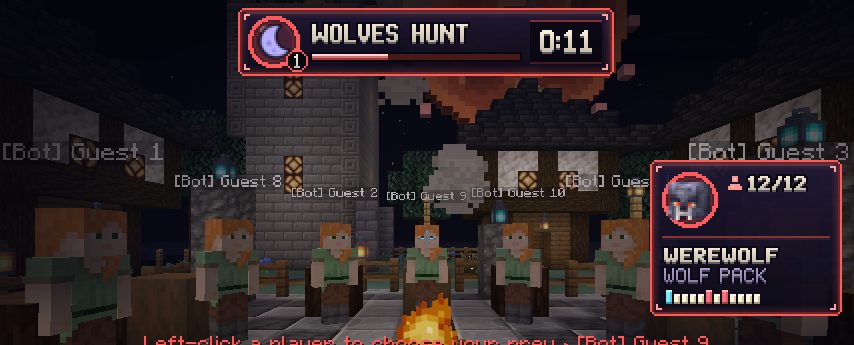 WOLVES HUNT
0:11
1
[Bot] Guest 1
[Bot] Guest 8
[Bot] Guest 2
[Bot] Guest 9
[Bot] Guest 10
[Bot] Guest
[Bot] Guest 3
12/12
WEREWOLF
WOLF PACK
Left-click a player to choose your prey › [Bot] Guest 9